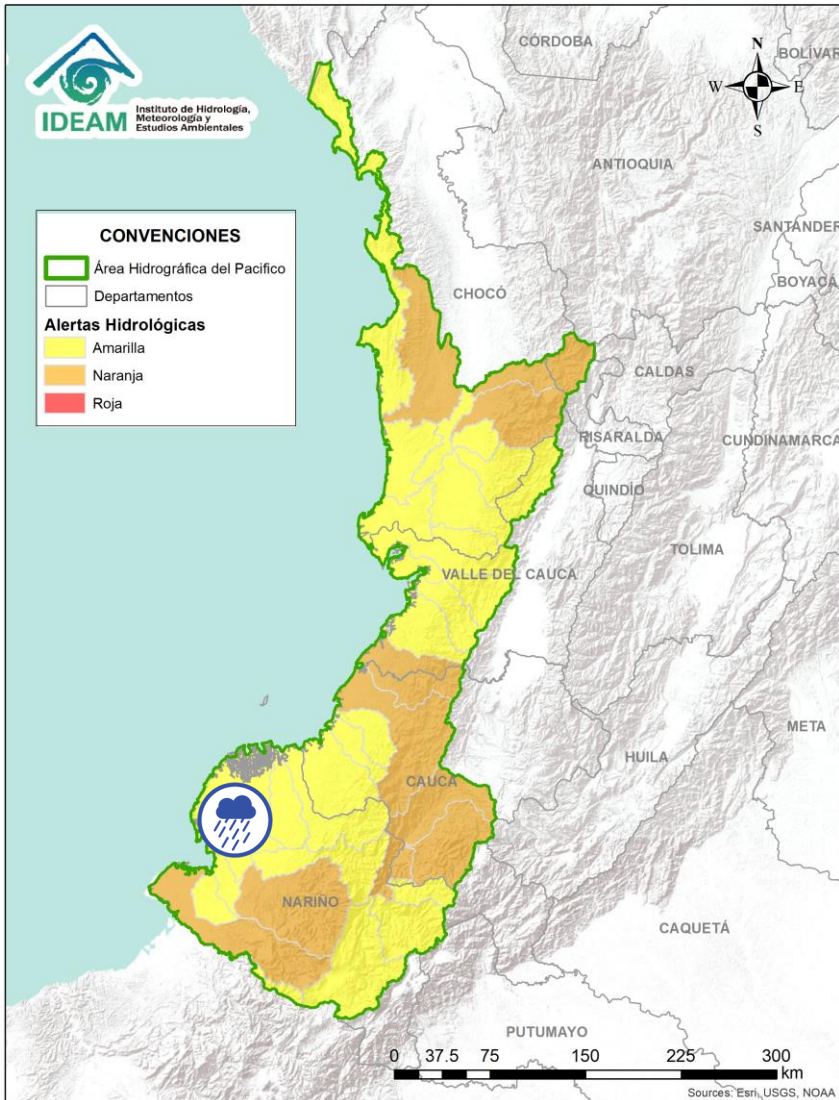 IDEAM
Instituto de Hidrología,
Meteorología y
Estudios Ambientales
CÓRDOBA
BOLÍVAR
N
W
E
S
ANTIOQUIA
SANTANDER
BOYACÁ
CHOCÓ
CONVENCIONES
Área Hidrográfica del Pacifico
Departamentos
Alertas Hidrológicas
Amarilla
Naranja
Roja
CALDAS
RISARALDA
CUNDINAMARCA
QUINDÍO
TOLIMA
VALLE DEL CAUCA
META
HUILA
CAUCA
NARIÑO
CAQUETÁ
PUTUMAYO
0 37.5 75 150 225 300
km
Sources: Esri, USGS, NOAA